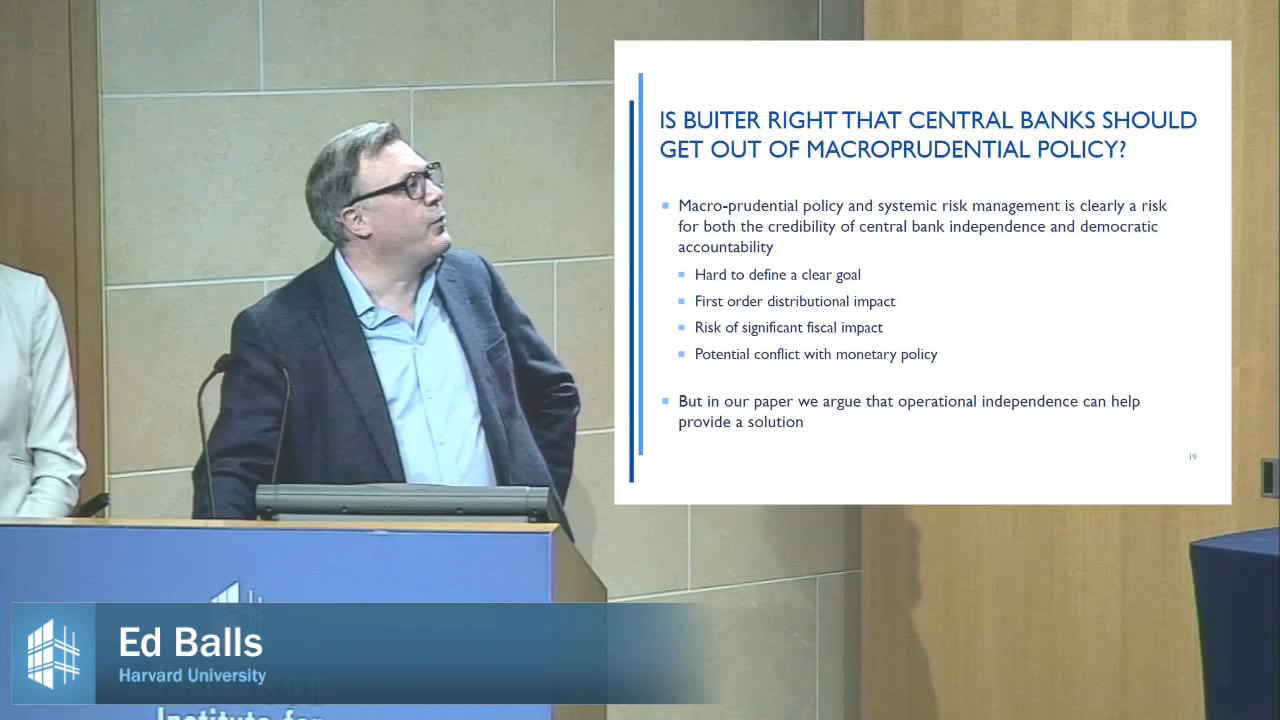 IS BUITER RIGHT THAT CENTRAL BANKS SHOULD
GET OUT OF MACROPRUDENTIAL POLICY?
Macro-prudential policy and systemic risk management is clearly a risk
for both the credibility of central bank independence and democratic
accountability
Hard to define a clear goal
First order distributional impact
Risk of significant fiscal impact
Potential conflict with monetary policy
But in our paper we argue that operational independence can help
provide a solution
19
Ed Balls
Harvard University
Institute for